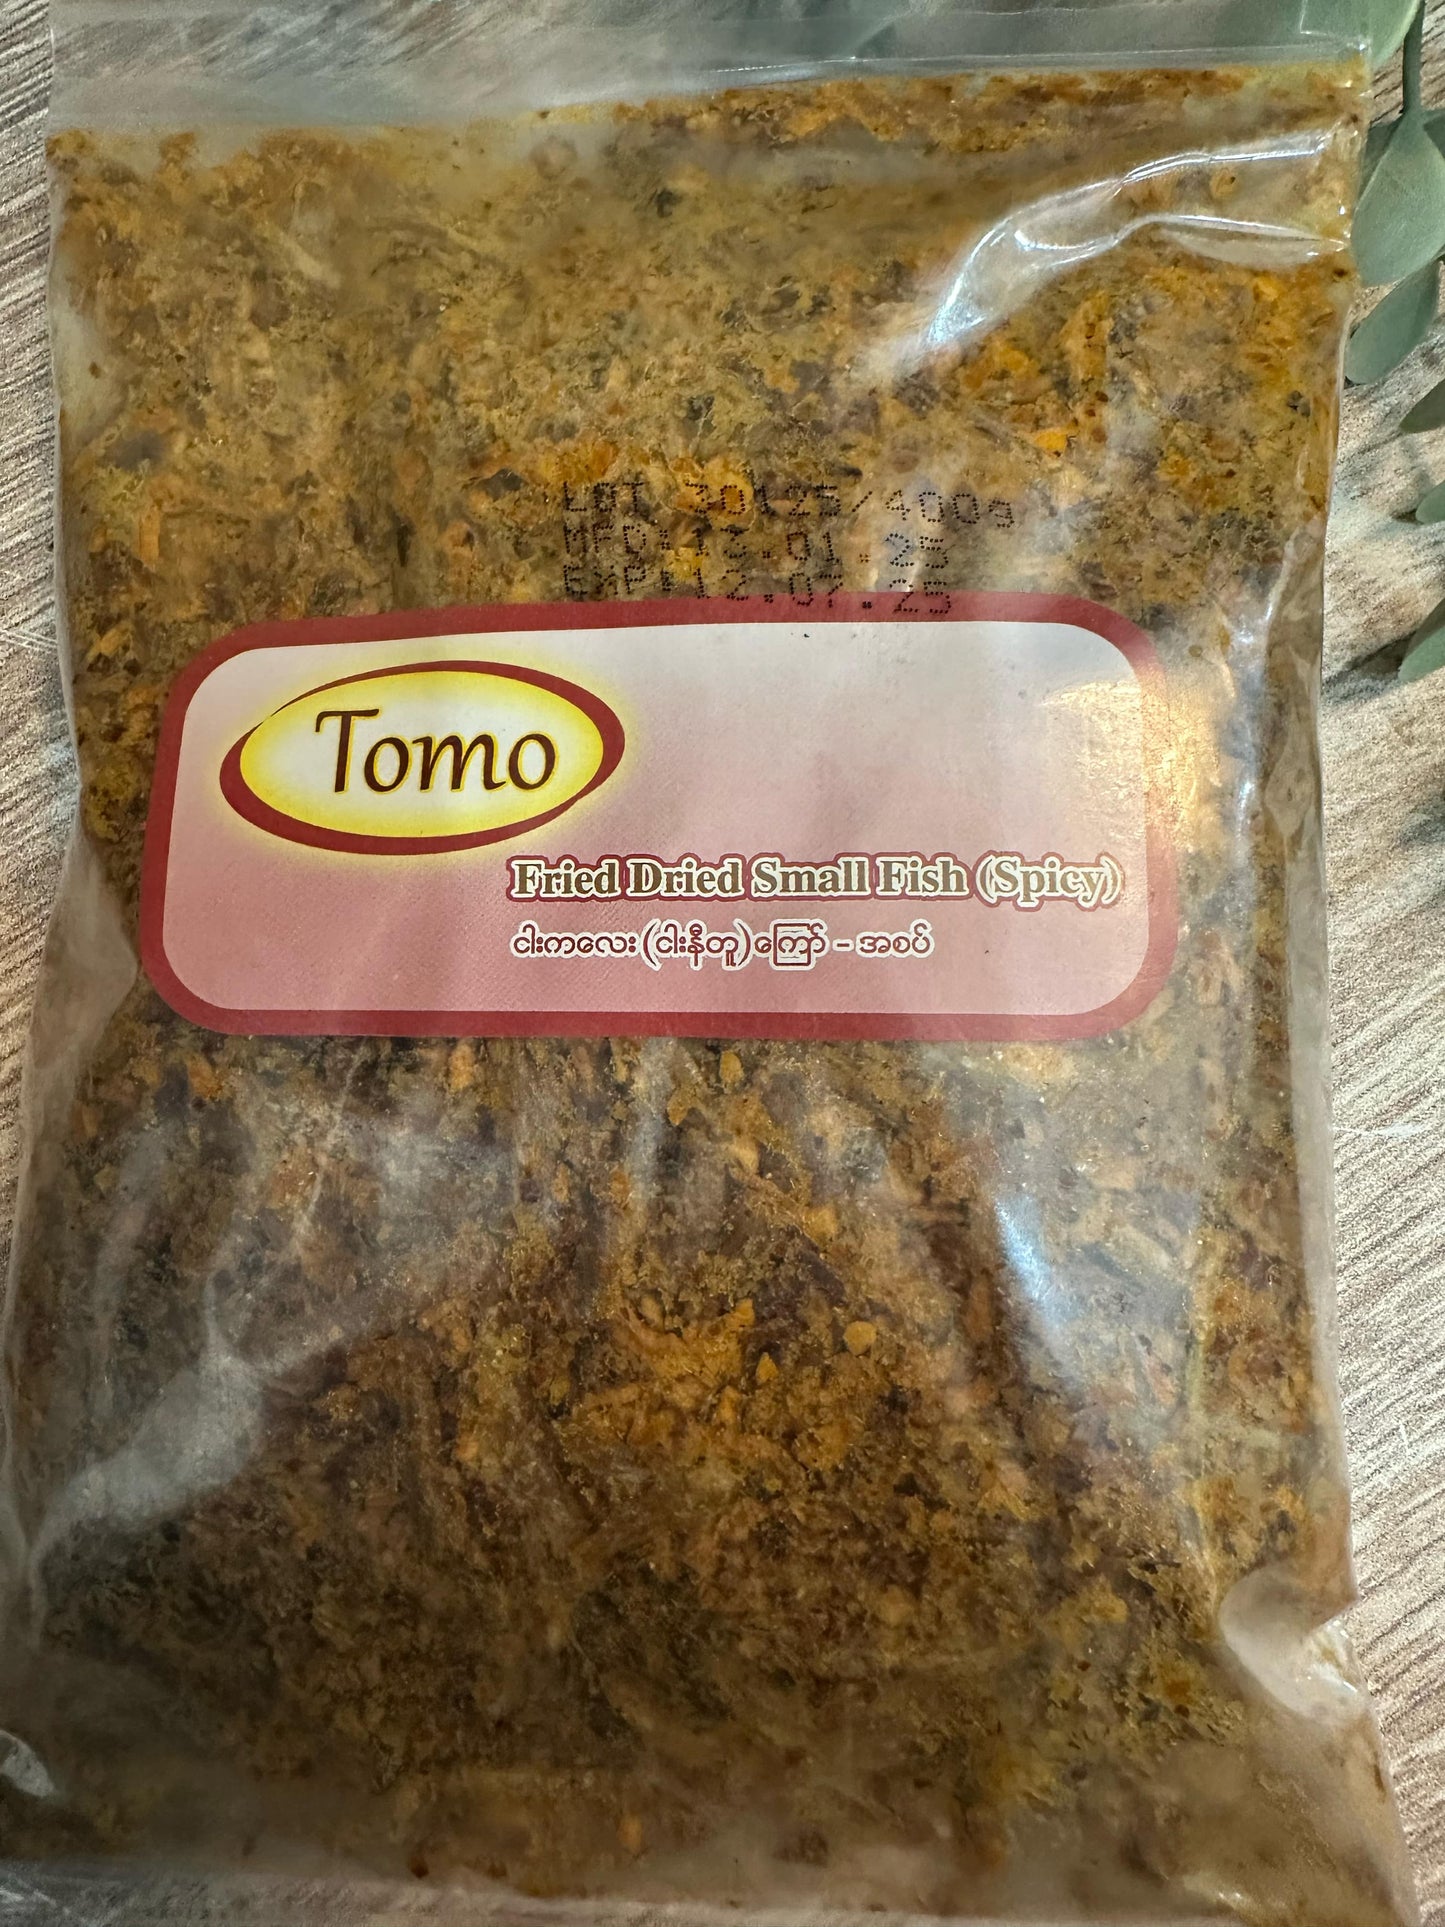 LOT 30125/400g
MFD:13.01.25
EXP:12.07.25
Tomo
Fried Dried Small Fish (Spicy)
ငါးကလေး(ငါးနီတူ)ကြော် - အစပ်